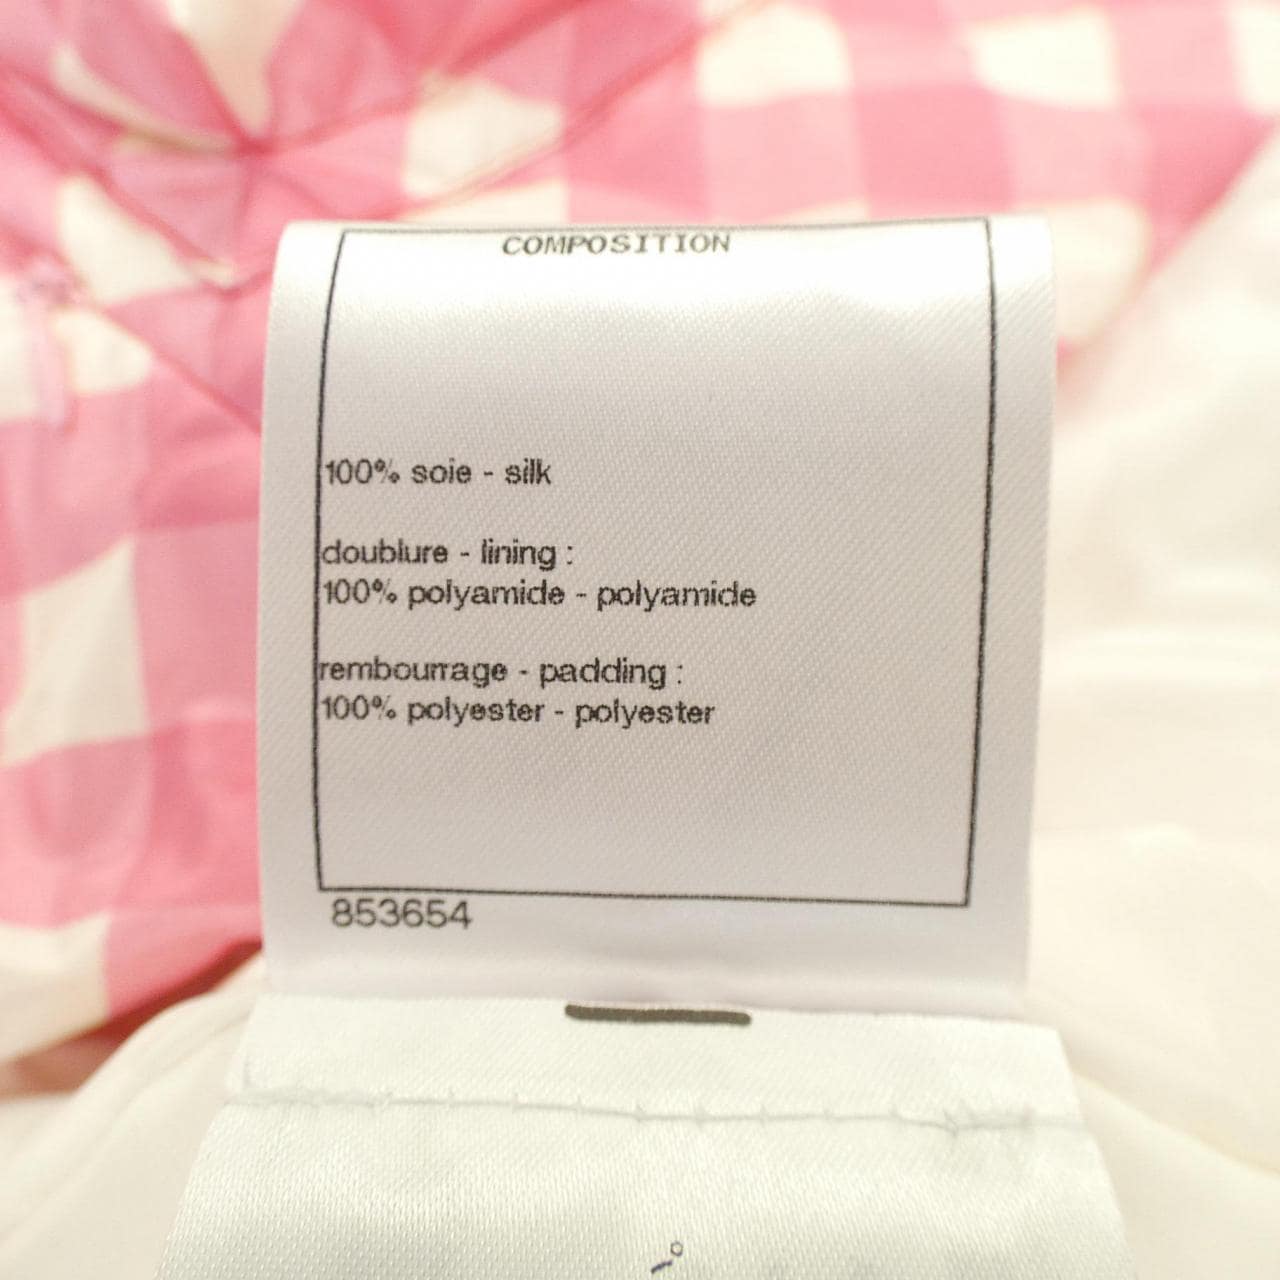 COMPOSITION
100% soie - silk
doublure - lining :
100% polyamide - polyamide
rembourrage - padding :
100% polyester - polyester
853654